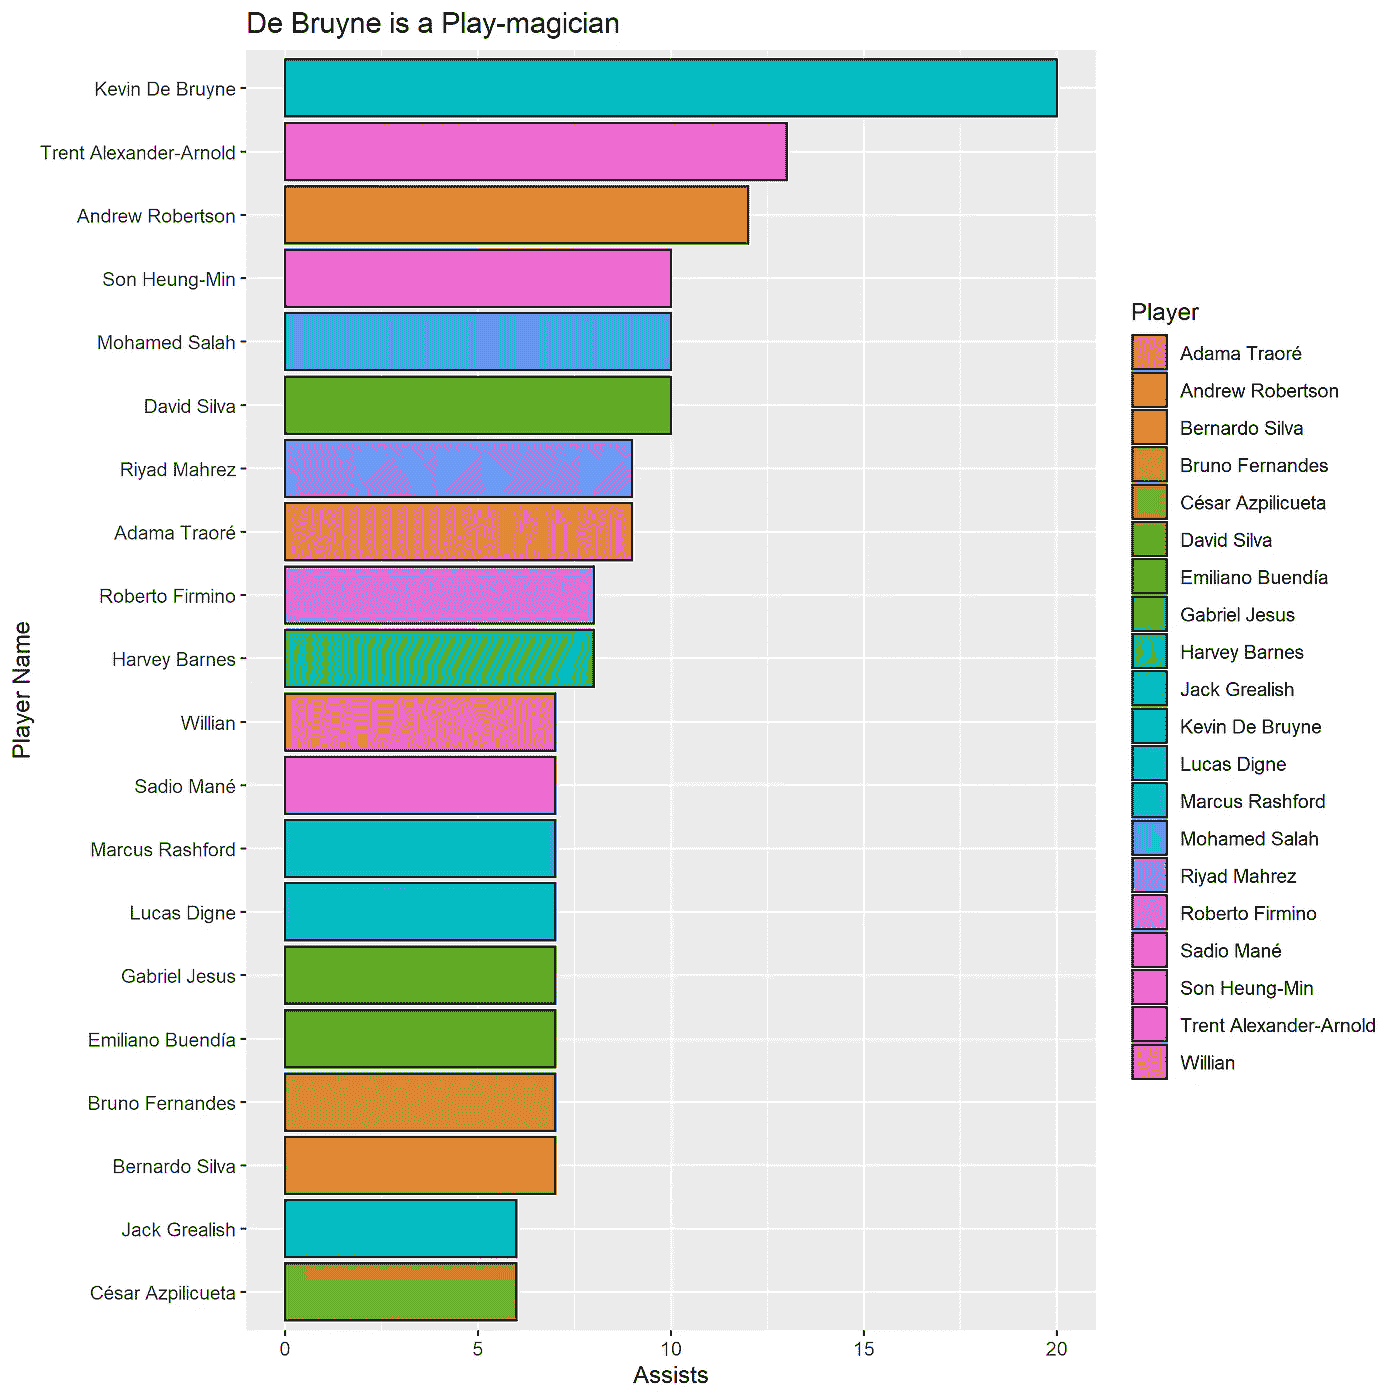 De Bruyne is a Play-magician
Player Name
Kevin De Bruyne
Trent Alexander-Arnold
Andrew Robertson
Son Heung-Min
Mohamed Salah
David Silva
Riyad Mahrez
Adama Traoré
Roberto Firmino
Harvey Barnes
Willian
Sadio Mané
Marcus Rashford
Lucas Digne
Gabriel Jesus
Emiliano Buendía
Bruno Fernandes
Bernardo Silva
Jack Grealish
César Azpilicueta
0 5 10 15 20
Assists
Player
Adama Traoré
Andrew Robertson
Bernardo Silva
Bruno Fernandes
César Azpilicueta
David Silva
Emiliano Buendía
Gabriel Jesus
Harvey Barnes
Jack Grealish
Kevin De Bruyne
Lucas Digne
Marcus Rashford
Mohamed Salah
Riyad Mahrez
Roberto Firmino
Sadio Mané
Son Heung-Min
Trent Alexander-Arnold
Willian